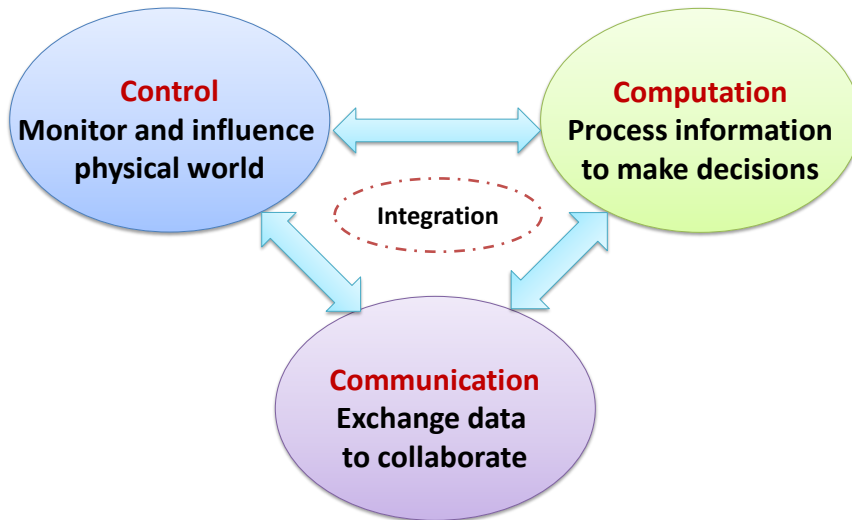 Control
Monitor and influence
physical world
Computation
Process information
to make decisions
Integration
Communication
Exchange data
to collaborate